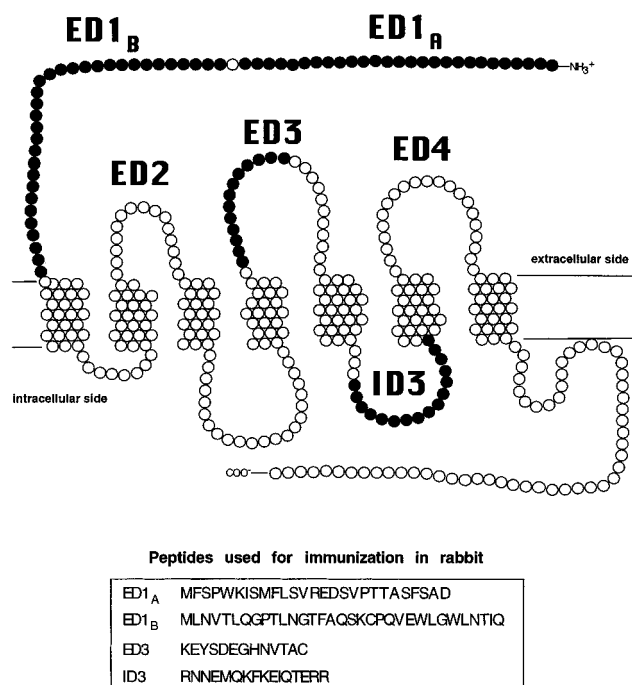 ED1B ED1A
NH3+
ED3
ED4
ED2
extracellular side
ID3
intracellular side
COO-
Peptides used for immunization in rabbit
ED1A MFSPWKISMFLSVREDSVPTTASFSAD
ED1B MLNVTLQGPTLNGTFAQSKCPQVEWLGWLNTIQ
ED3 KEYSDEGHNVTAC
ID3 RNNEMQKFKEIQTERR